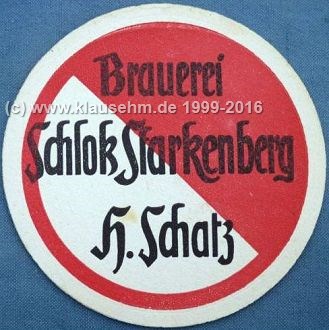 Brauerei
(c) www.klausehm.de 1999-2016
Schloß Starkenberg
H. Schatz